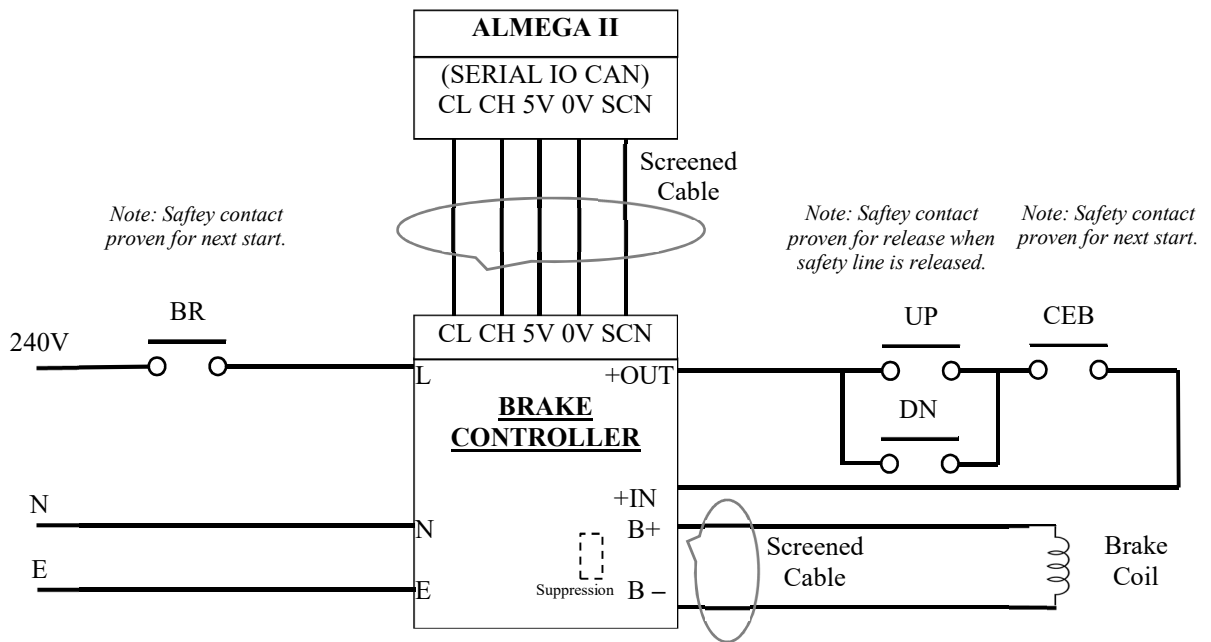 ALMEGA II
(SERIAL IO CAN)
CL CH 5V 0V SCN
Screened
Cable
Note: Saftey contact
proven for next start.
Note: Saftey contact
proven for release when
safety line is released.
Note: Safety contact
proven for next start.
BR
240V
CL CH 5V 0V SCN
UP
CEB
L
+OUT
BRAKE
CONTROLLER
DN
+IN
N
N
B+
E
E
Suppression
B –
Screened
Cable
Brake
Coil